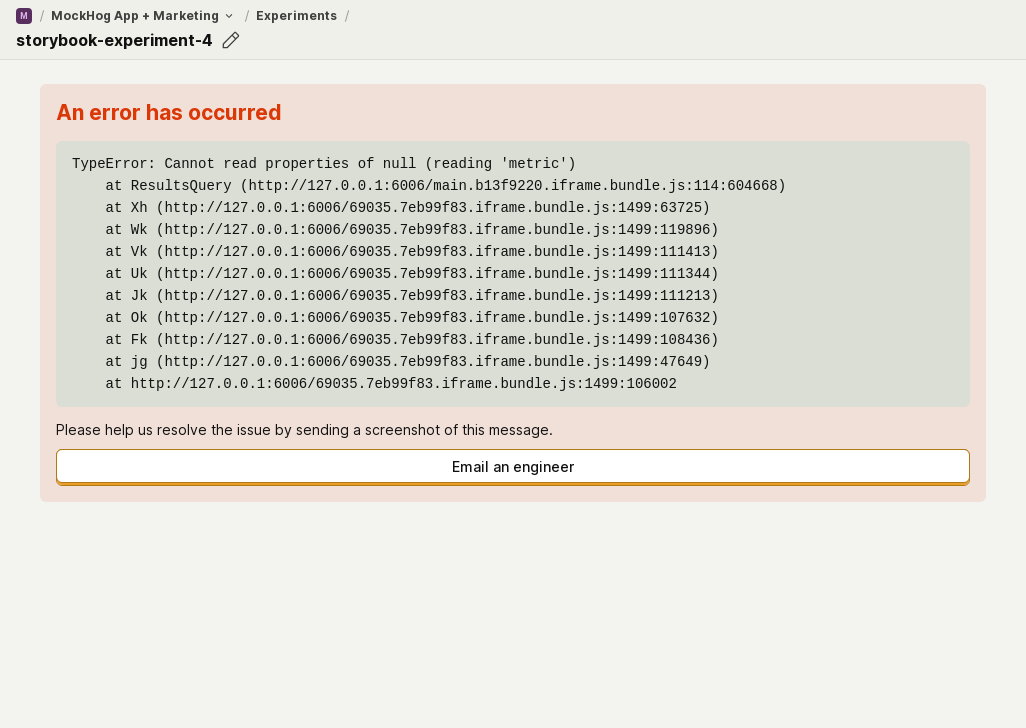 M / MockHog App + Marketing / Experiments /
storybook-experiment-4
An error has occurred
TypeError: Cannot read properties of null (reading 'metric')
    at ResultsQuery (http://127.0.0.1:6006/main.b13f9220.iframe.bundle.js:114:604668)
    at Xh (http://127.0.0.1:6006/69035.7eb99f83.iframe.bundle.js:1499:63725)
    at Wk (http://127.0.0.1:6006/69035.7eb99f83.iframe.bundle.js:1499:119896)
    at Vk (http://127.0.0.1:6006/69035.7eb99f83.iframe.bundle.js:1499:111413)
    at Uk (http://127.0.0.1:6006/69035.7eb99f83.iframe.bundle.js:1499:111344)
    at Jk (http://127.0.0.1:6006/69035.7eb99f83.iframe.bundle.js:1499:111213)
    at Ok (http://127.0.0.1:6006/69035.7eb99f83.iframe.bundle.js:1499:107632)
    at Fk (http://127.0.0.1:6006/69035.7eb99f83.iframe.bundle.js:1499:108436)
    at jg (http://127.0.0.1:6006/69035.7eb99f83.iframe.bundle.js:1499:47649)
    at http://127.0.0.1:6006/69035.7eb99f83.iframe.bundle.js:1499:106002
Please help us resolve the issue by sending a screenshot of this message.
Email an engineer